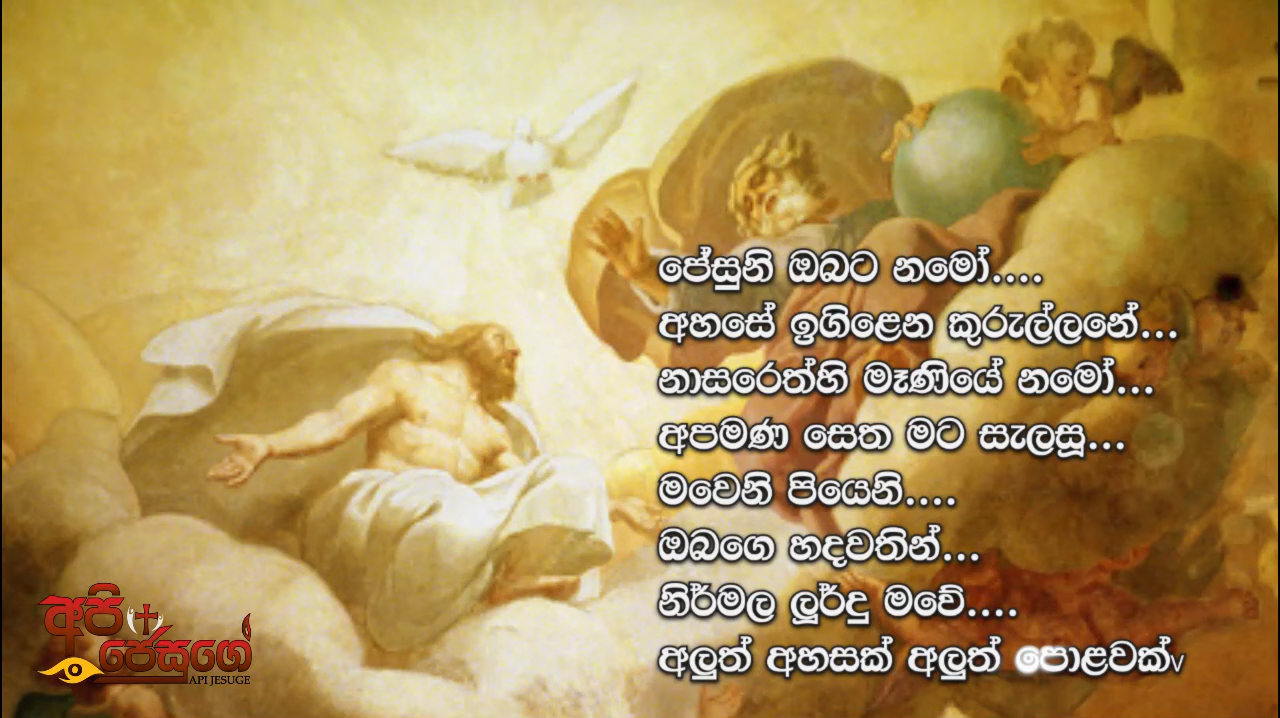 ජේසුනි ඔබට නමෝ....
අහසේ ඉගිළෙන කුරුල්ලනේ...
නාසරෙත්හි මෑණියේ නමෝ...
අපමණ සෙත මට සැලසූ...
මවෙනි පියෙනි....
ඔබගෙ හදවතින්...
නිර්මල ලූර්දු මවේ....
අලුත් අහසක් අලුත් පොළවක්v
අපි
ජේසුගේ
API JESUGE